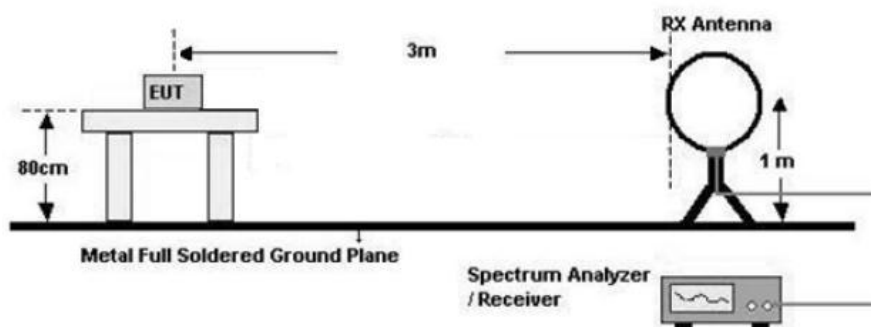 RX Antenna
3m
EUT
80cm
1 m
Metal Full Soldered Ground Plane
Spectrum Analyzer
/ Receiver